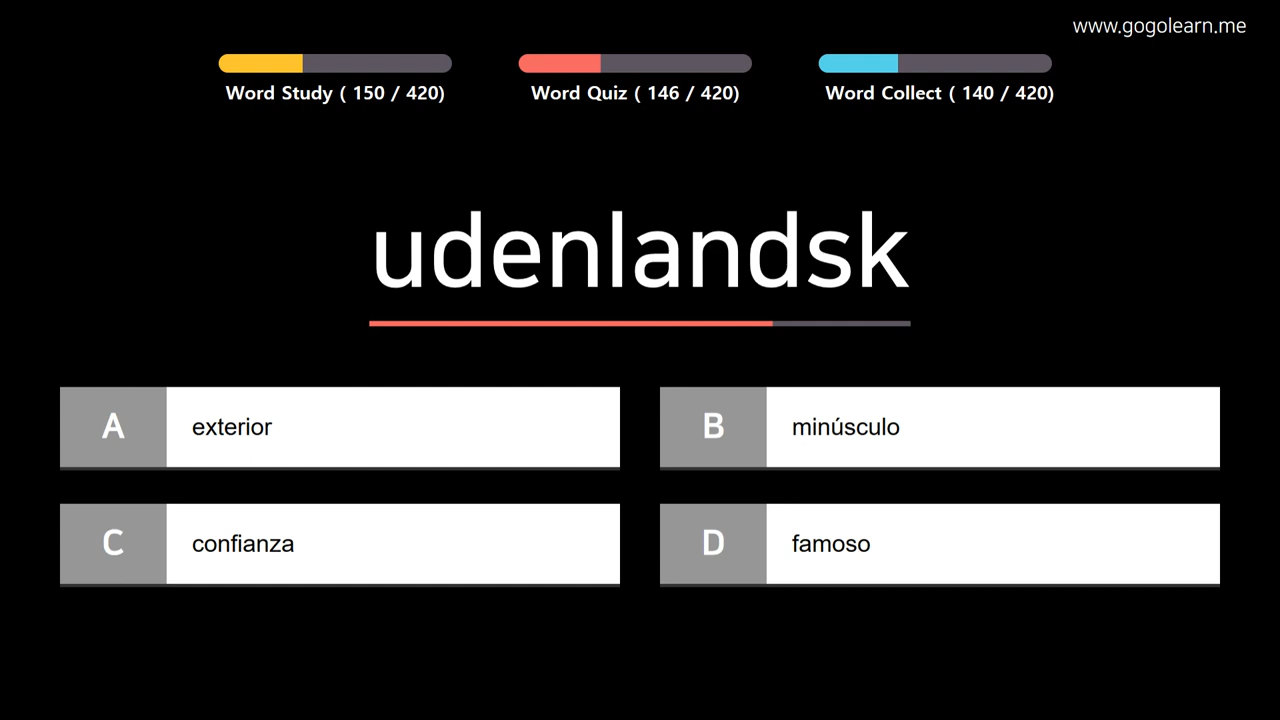 www.gogolearn.me
Word Study ( 150 / 420)
Word Quiz ( 146 / 420)
Word Collect ( 140 / 420)
udenlandsk
A exterior
B minúsculo
C confianza
D famoso